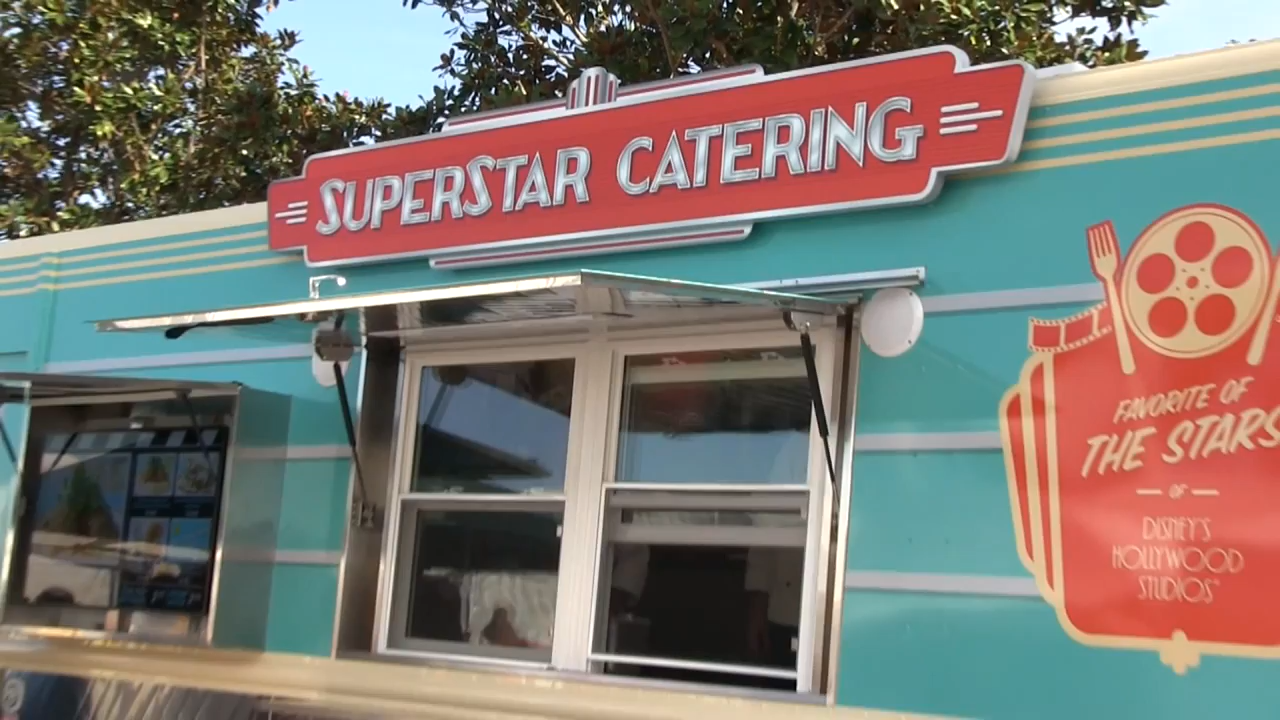 SUPERSTAR CATERING
FAVORITE OF
THE STARS
OF
DISNEY'S
HOLLYWOOD
STUDIOS